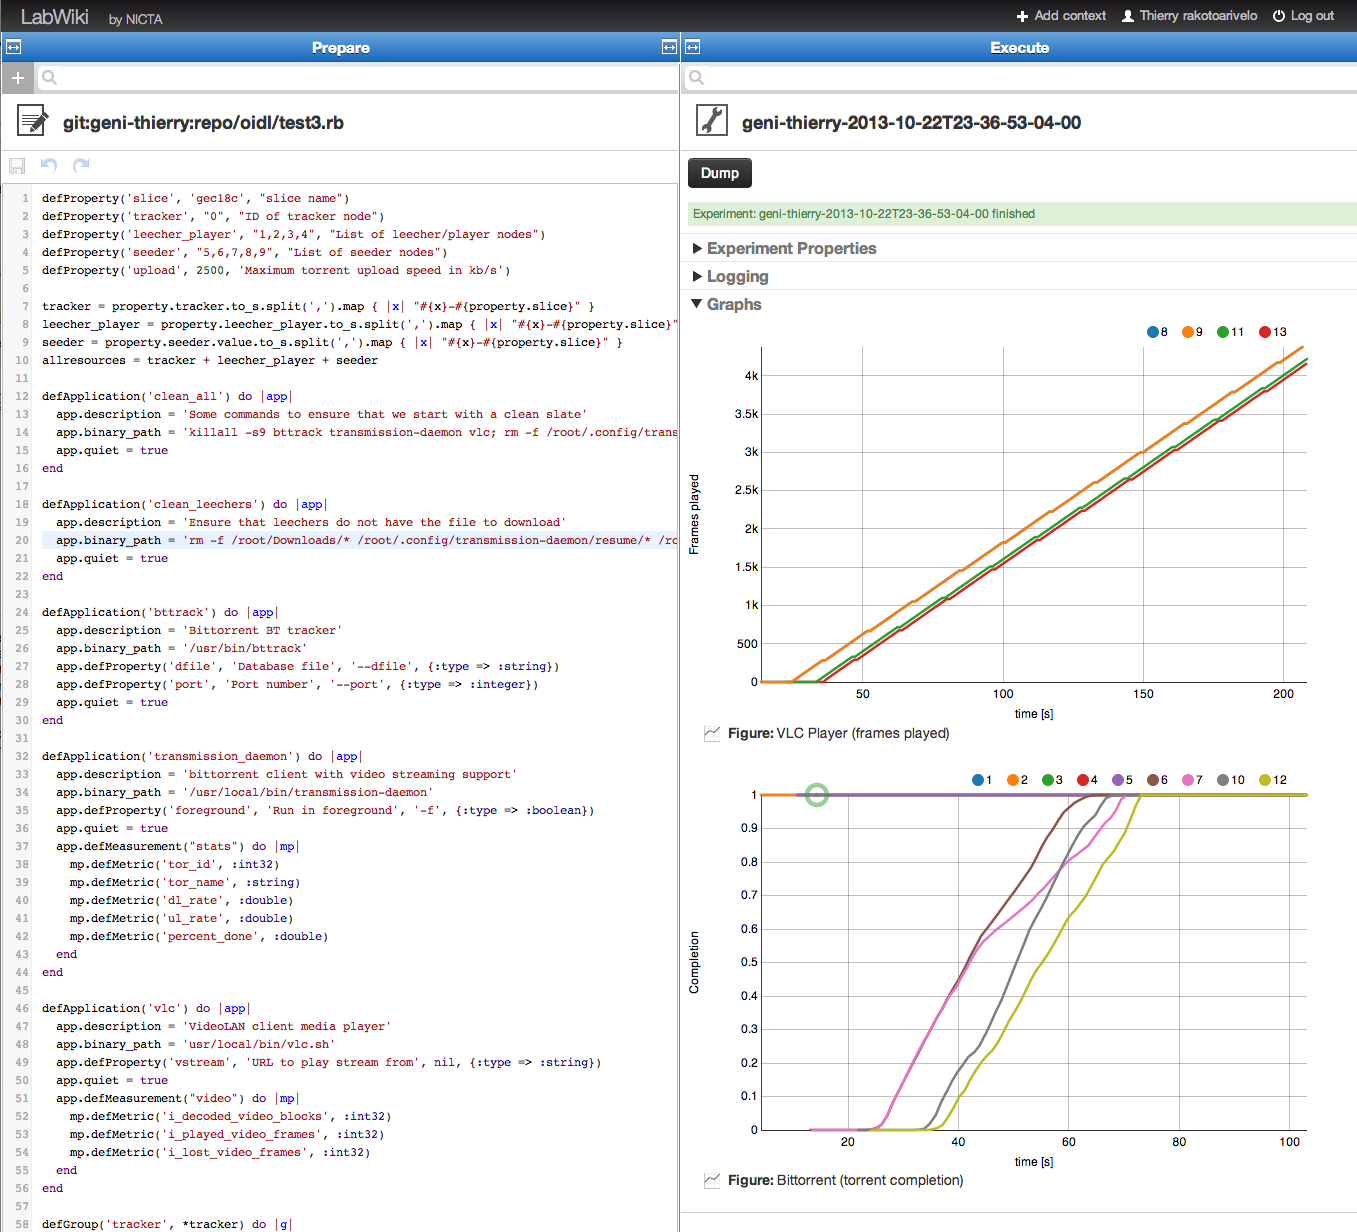 LabWiki by NICTA
Add context Thierry rakotoarivelo Log out
Prepare
git:geni-thierry:repo/oidl/test3.rb
1 defProperty('slice', 'gec18c', "slice name")
2 defProperty('tracker', "0", "ID of tracker node")
3 defProperty('leecher_player', "1,2,3,4", "List of leecher/player nodes")
4 defProperty('seeder', "5,6,7,8,9", "List of seeder nodes")
5 defProperty('upload', 2500, 'Maximum torrent upload speed in kb/s')
6
7 tracker = property.tracker.to_s.split(',').map { |x| "#{x}-#{property.slice}" }
8 leecher_player = property.leecher_player.to_s.split(',').map { |x| "#{x}-#{property.slice}"
9 seeder = property.seeder.value.to_s.split(',').map { |x| "#{x}-#{property.slice}" }
10 allresources = tracker + leecher_player + seeder
11
12 defApplication('clean_all') do |app|
13 app.description = 'Some commands to ensure that we start with a clean slate'
14 app.binary_path = 'killall -s9 bttrack transmission-daemon vlc; rm -f /root/.config/trans
15 app.quiet = true
16 end
17
18 defApplication('clean_leechers') do |app|
19 app.description = 'Ensure that leechers do not have the file to download'
20 app.binary_path = 'rm -f /root/Downloads/* /root/.config/transmission-daemon/resume/* /ro
21 app.quiet = true
22 end
23
24 defApplication('bttrack') do |app|
25 app.description = 'Bittorrent BT tracker'
26 app.binary_path = '/usr/bin/bttrack'
27 app.defProperty('dfile', 'Database file', '--dfile', {:type => :string})
28 app.defProperty('port', 'Port number', '--port', {:type => :integer})
29 app.quiet = true
30 end
31
32 defApplication('transmission_daemon') do |app|
33 app.description = 'bittorrent client with video streaming support'
34 app.binary_path = '/usr/local/bin/transmission-daemon'
35 app.defProperty('foreground', 'Run in foreground', '-f', {:type => :boolean})
36 app.quiet = true
37 app.defMeasurement("stats") do |mp|
38 mp.defMetric('tor_id', :int32)
39 mp.defMetric('tor_name', :string)
40 mp.defMetric('dl_rate', :double)
41 mp.defMetric('ul_rate', :double)
42 mp.defMetric('percent_done', :double)
43 end
44 end
45
46 defApplication('vlc') do |app|
47 app.description = 'VideoLAN client media player'
48 app.binary_path = 'usr/local/bin/vlc.sh'
49 app.defProperty('vstream', 'URL to play stream from', nil, {:type => :string})
50 app.quiet = true
51 app.defMeasurement("video") do |mp|
52 mp.defMetric('i_decoded_video_blocks', :int32)
53 mp.defMetric('i_played_video_frames', :int32)
54 mp.defMetric('i_lost_video_frames', :int32)
55 end
56 end
57
58 defGroup('tracker', *tracker) do |g|
Execute
geni-thierry-2013-10-22T23-36-53-04-00
Dump
Experiment: geni-thierry-2013-10-22T23-36-53-04-00 finished
Experiment Properties
Logging
Graphs
8 9 11 13
4k
3.5k
3k
2.5k
2k
1.5k
1k
500
0
Frames played
50 100 150 200
time [s]
Figure: VLC Player (frames played)
1 2 3 4 5 6 7 10 12
1
0.9
0.8
0.7
0.6
0.5
0.4
0.3
0.2
0.1
0
Completion
20 40 60 80 100
time [s]
Figure: Bittorrent (torrent completion)